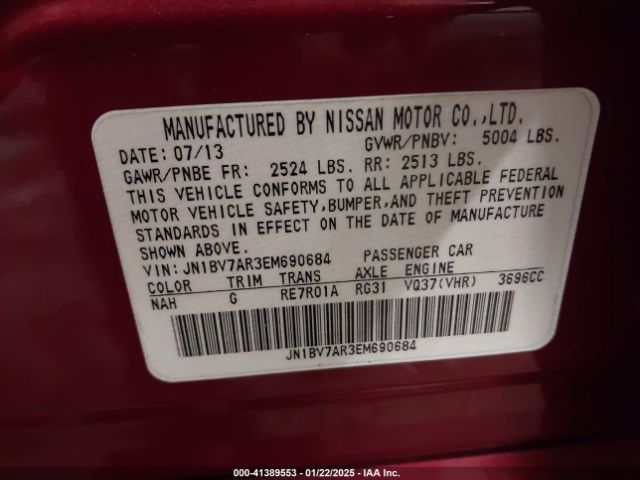 MANUFACTURED BY NISSAN MOTOR CO.,LTD.
DATE: 07/13 GVWR/PNBV: 5004 LBS.
GAWR/PNBE FR: 2524 LBS. RR: 2513 LBS.
THIS VEHICLE CONFORMS TO ALL APPLICABLE FEDERAL
MOTOR VEHICLE SAFETY,BUMPER,AND THEFT PREVENTION
STANDARDS IN EFFECT ON THE DATE OF MANUFACTURE
SHOWN ABOVE.
VIN: JN1BV7AR3EM690684 PASSENGER CAR
COLOR TRIM TRANS AXLE ENGINE
NAH G RE7R01A RG31 VQ37(VHR) 3696CC
JN1BV7AR3EM690684
000-41389553 - 01/22/2025 - IAA Inc.